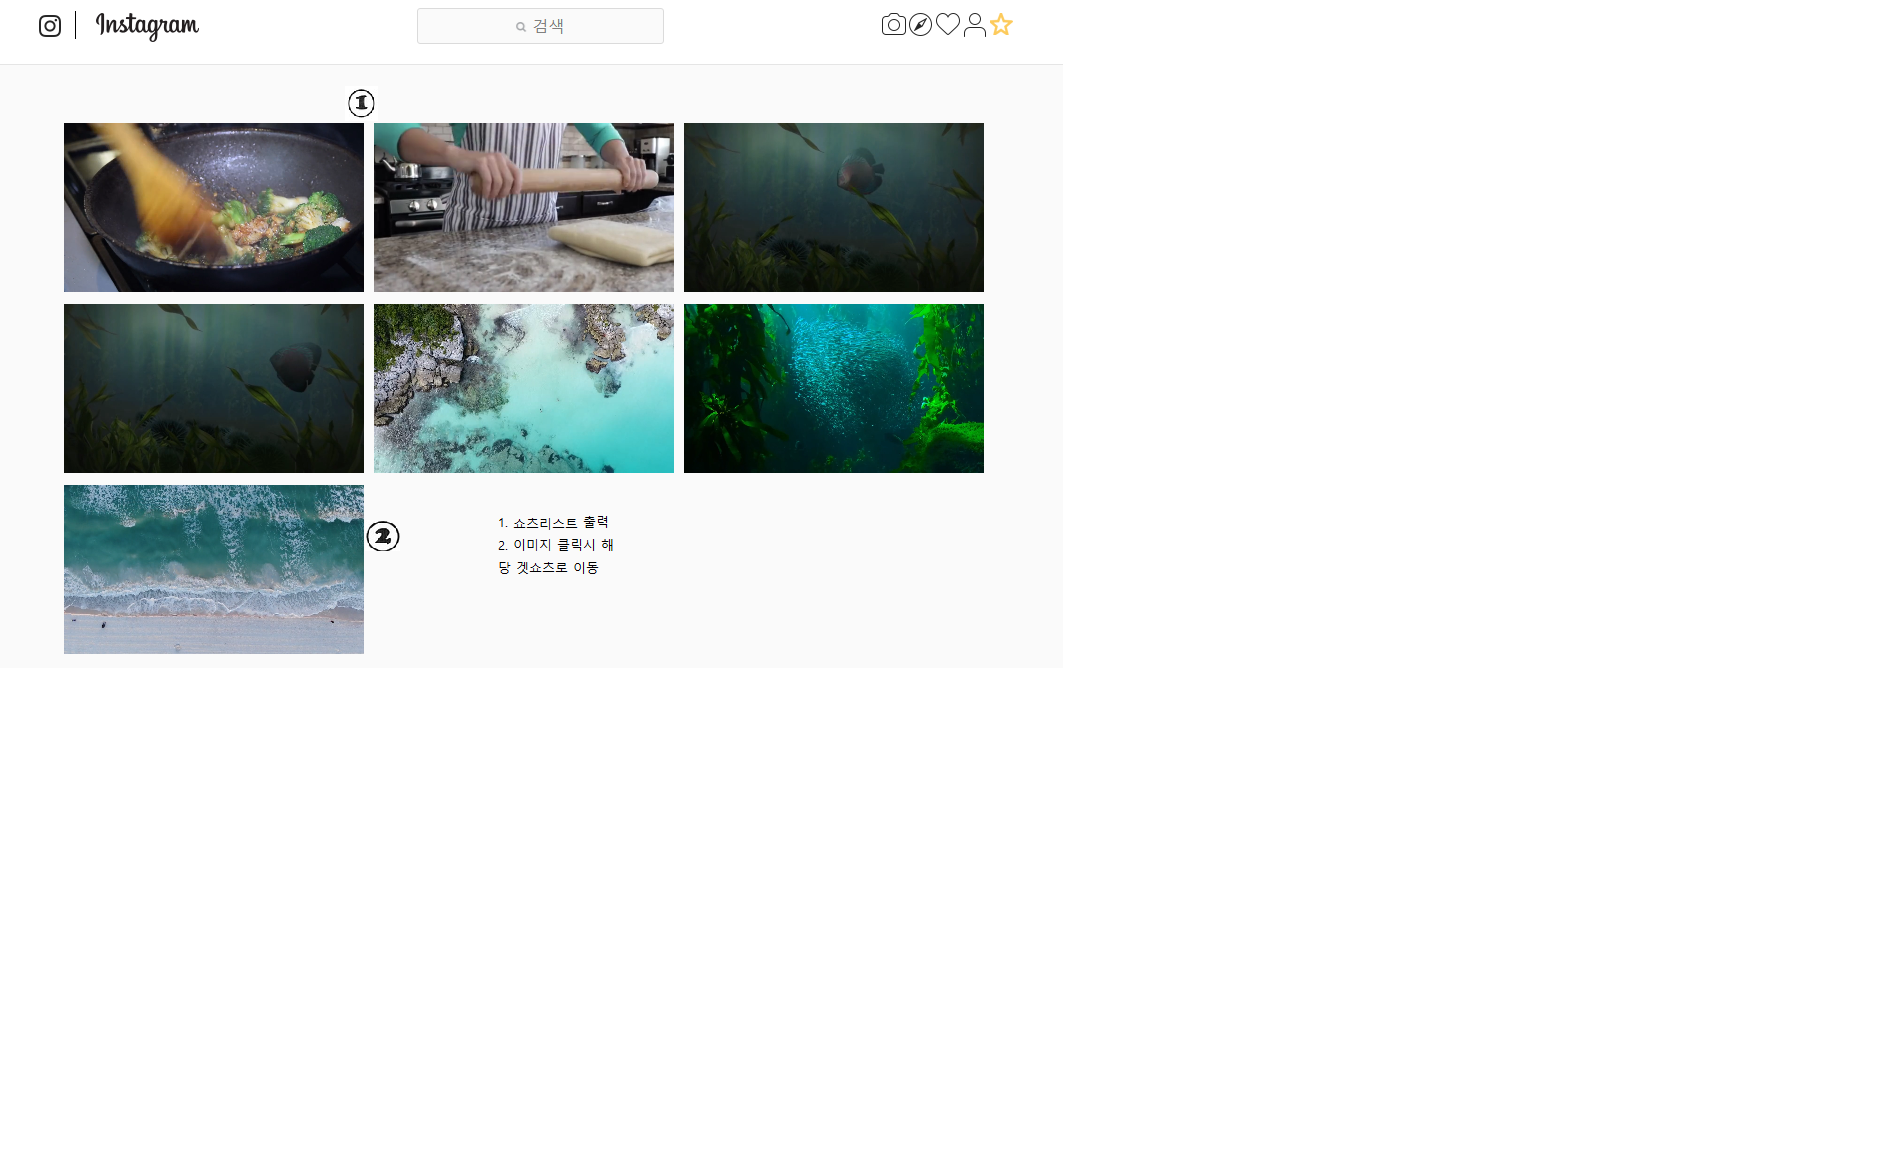 Instagram
검색
①
②
1. 쇼츠리스트 출력
2. 이미지 클릭시 해
당 겟쇼츠로 이동